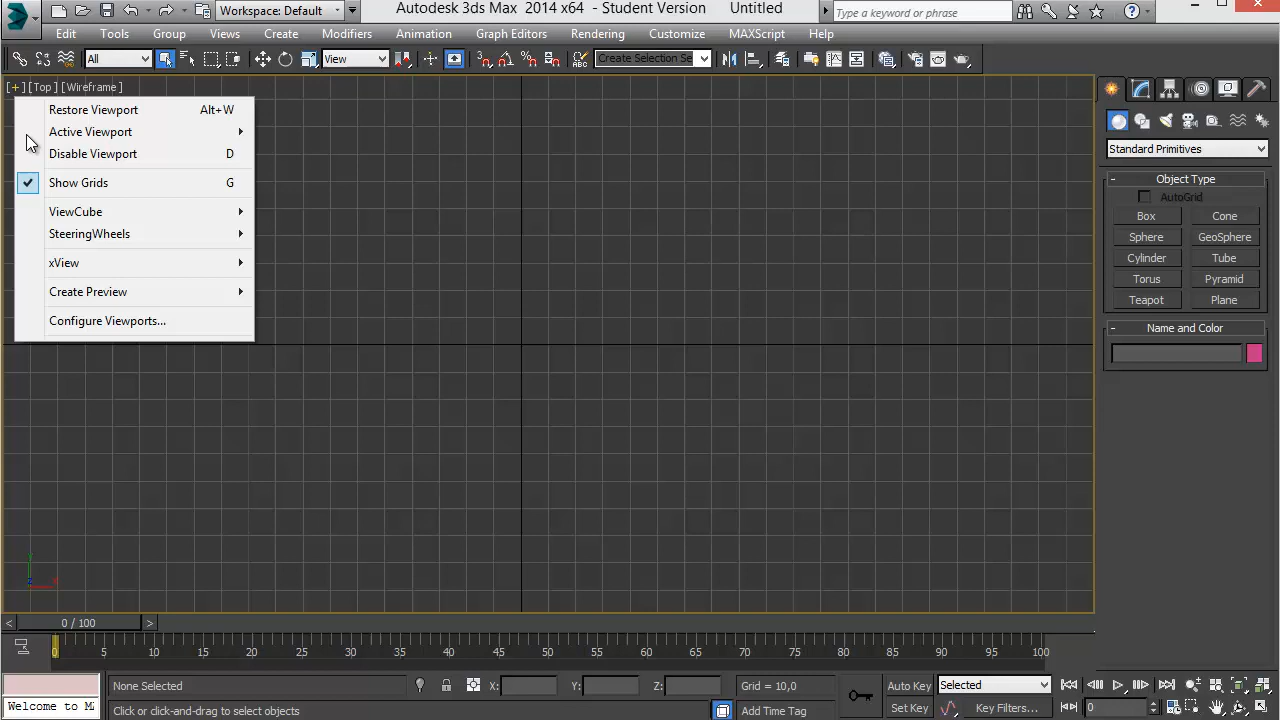 Workspace: Default
Autodesk 3ds Max 2014 x64 - Student Version Untitled
Type a keyword or phrase
Edit Tools Group Views Create Modifiers Animation Graph Editors Rendering Customize MAXScript Help
All
View
Create Selection Se
[+] [Top] [Wireframe]
Restore Viewport Alt+W
Active Viewport
Disable Viewport D
Show Grids G
ViewCube
SteeringWheels
xView
Create Preview
Configure Viewports...
Standard Primitives
Object Type
AutoGrid
Box Cone
Sphere GeoSphere
Cylinder Tube
Torus Pyramid
Teapot Plane
Name and Color
y
z x
< 0 / 100 >
0 5 10 15 20 25 30 35 40 45 50 55 60 65 70 75 80 85 90 95 100
None Selected X: Y: Z: Grid = 10,0 Auto Key Selected
Welcome to Ma
Click or click-and-drag to select objects Add Time Tag Set Key Key Filters... 0